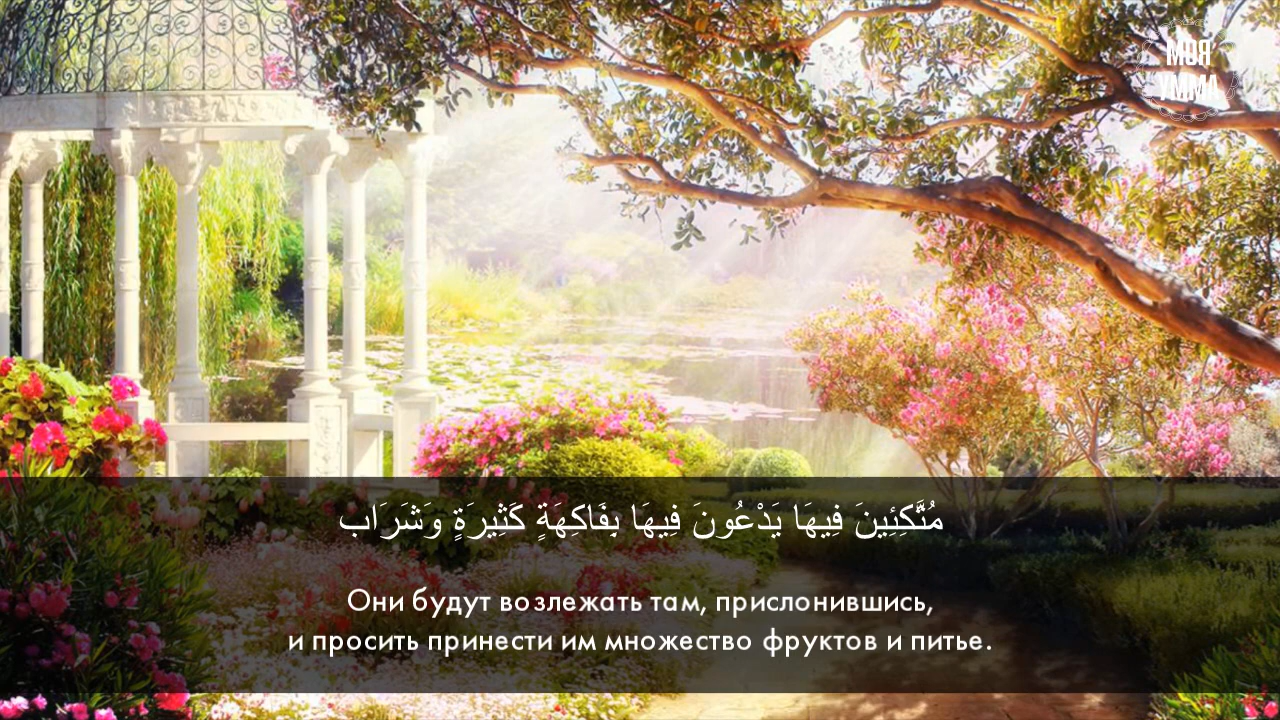 МОЯ
УММА
مُتَّكِئِينَ فِيهَا يَدْعُونَ فِيهَا بِفَاكِهَةٍ كَثِيرَةٍ وَشَرَاب
Они будут возлежать там, прислонившись,
и просить принести им множество фруктов и питье.